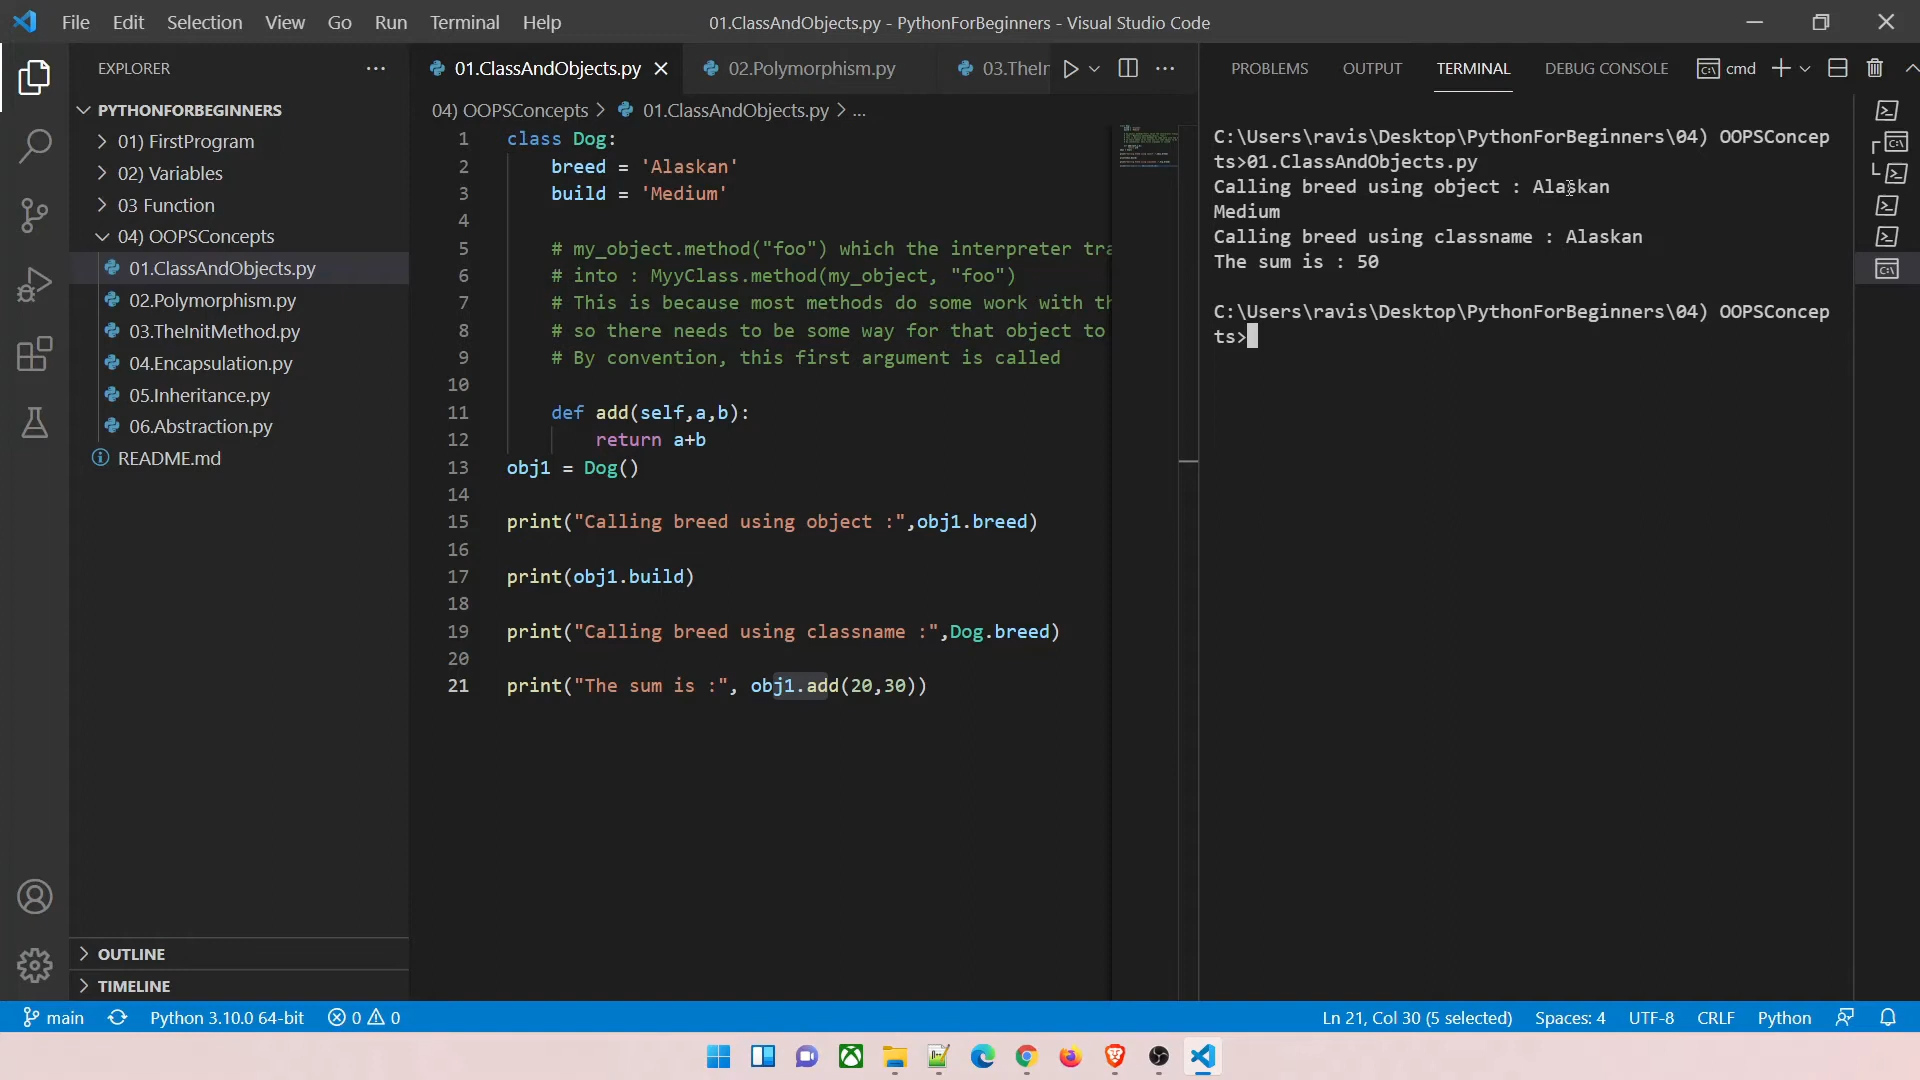 File Edit Selection View Go Run Terminal Help
01.ClassAndObjects.py - PythonForBeginners - Visual Studio Code
EXPLORER
PYTHONFORBEGINNERS
01) FirstProgram
02) Variables
03 Function
04) OOPSConcepts
01.ClassAndObjects.py
02.Polymorphism.py
03.TheInitMethod.py
04.Encapsulation.py
05.Inheritance.py
06.Abstraction.py
README.md
OUTLINE
TIMELINE
01.ClassAndObjects.py 02.Polymorphism.py 03.TheIn
04) OOPSConcepts > 01.ClassAndObjects.py > ...
1 class Dog:
2 breed = 'Alaskan'
3 build = 'Medium'
4
5 # my_object.method("foo") which the interpreter tra
6 # into : MyyClass.method(my_object, "foo")
7 # This is because most methods do some work with th
8 # so there needs to be some way for that object to
9 # By convention, this first argument is called
10
11 def add(self,a,b):
12 return a+b
13 obj1 = Dog()
14
15 print("Calling breed using object :",obj1.breed)
16
17 print(obj1.build)
18
19 print("Calling breed using classname :",Dog.breed)
20
21 print("The sum is :", obj1.add(20,30))
PROBLEMS OUTPUT TERMINAL DEBUG CONSOLE cmd
C:\Users\ravis\Desktop\PythonForBeginners\04) OOPSConcep
ts>01.ClassAndObjects.py
Calling breed using object : Alaskan
Medium
Calling breed using classname : Alaskan
The sum is : 50
C:\Users\ravis\Desktop\PythonForBeginners\04) OOPSConcep
ts>
main Python 3.10.0 64-bit 0 0 Ln 21, Col 30 (5 selected) Spaces: 4 UTF-8 CRLF Python